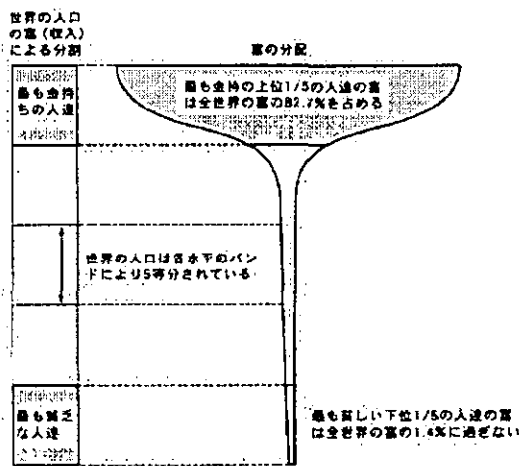 世界の人口
の富(収入)
による分割
富の分配
最も金持
ちの人達
最も金持の上位1/5の人達の富
は全世界の富の82.7%を占める
世界の人口は各水平のバン
ドにより5等分されている
最も貧乏
な人達
最も貧しい下位1/5の人達の富
は全世界の富の1.4%に過ぎない